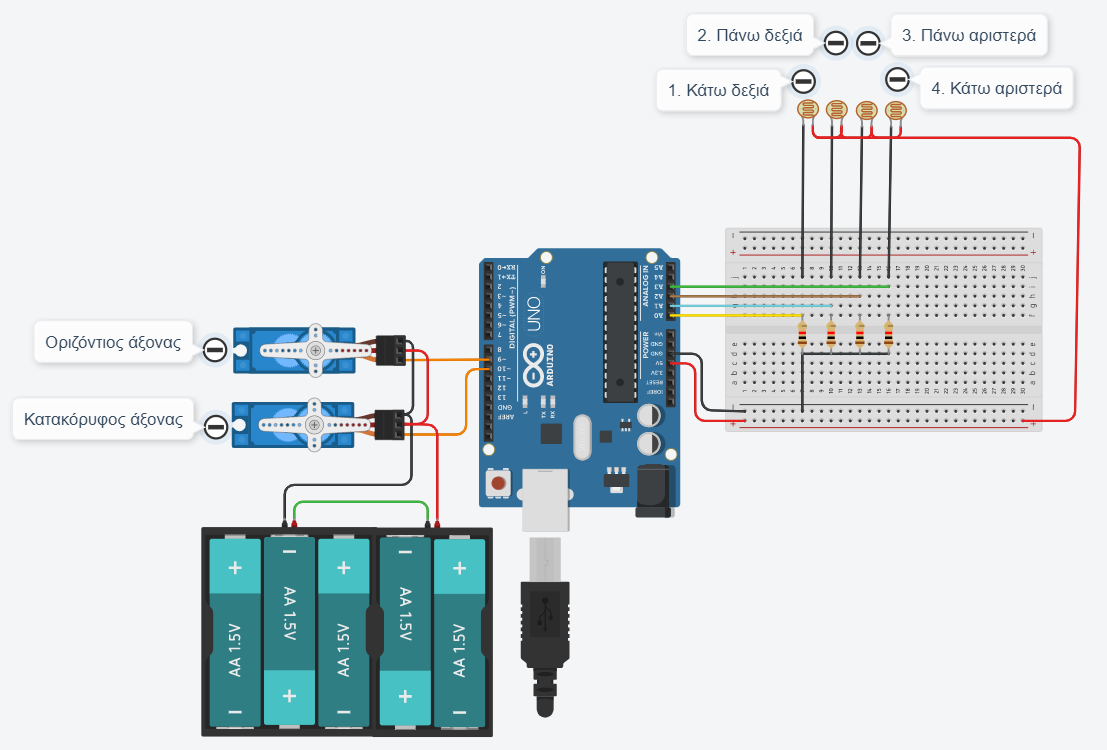 2. Πάνω δεξιά
3. Πάνω αριστερά
1. Κάτω δεξιά
4. Κάτω αριστερά
Οριζόντιος άξονας
Κατακόρυφος άξονας
RX←0
TX→1
2
~3
4
~5
~6
7
8
~9
~10
~11
12
13
GND
AREF
DIGITAL (PWM~)
ON
UNO
ARDUINO
L
TX
RX
ANALOG IN
A5
A4
A3
A2
A1
A0
POWER
Vin
GND
GND
5V
3.3V
RESET
IOREF
AA 1.5V
AA 1.5V
AA 1.5V
AA 1.5V
AA 1.5V